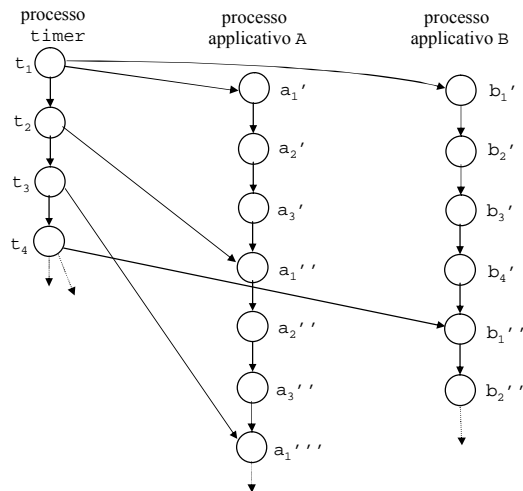 processo
timer
processo
applicativo A
processo
applicativo B
t1
t2
t3
t4
a1'
a2'
a3'
a1''
a2''
a3''
a1'''
b1'
b2'
b3'
b4'
b1''
b2''